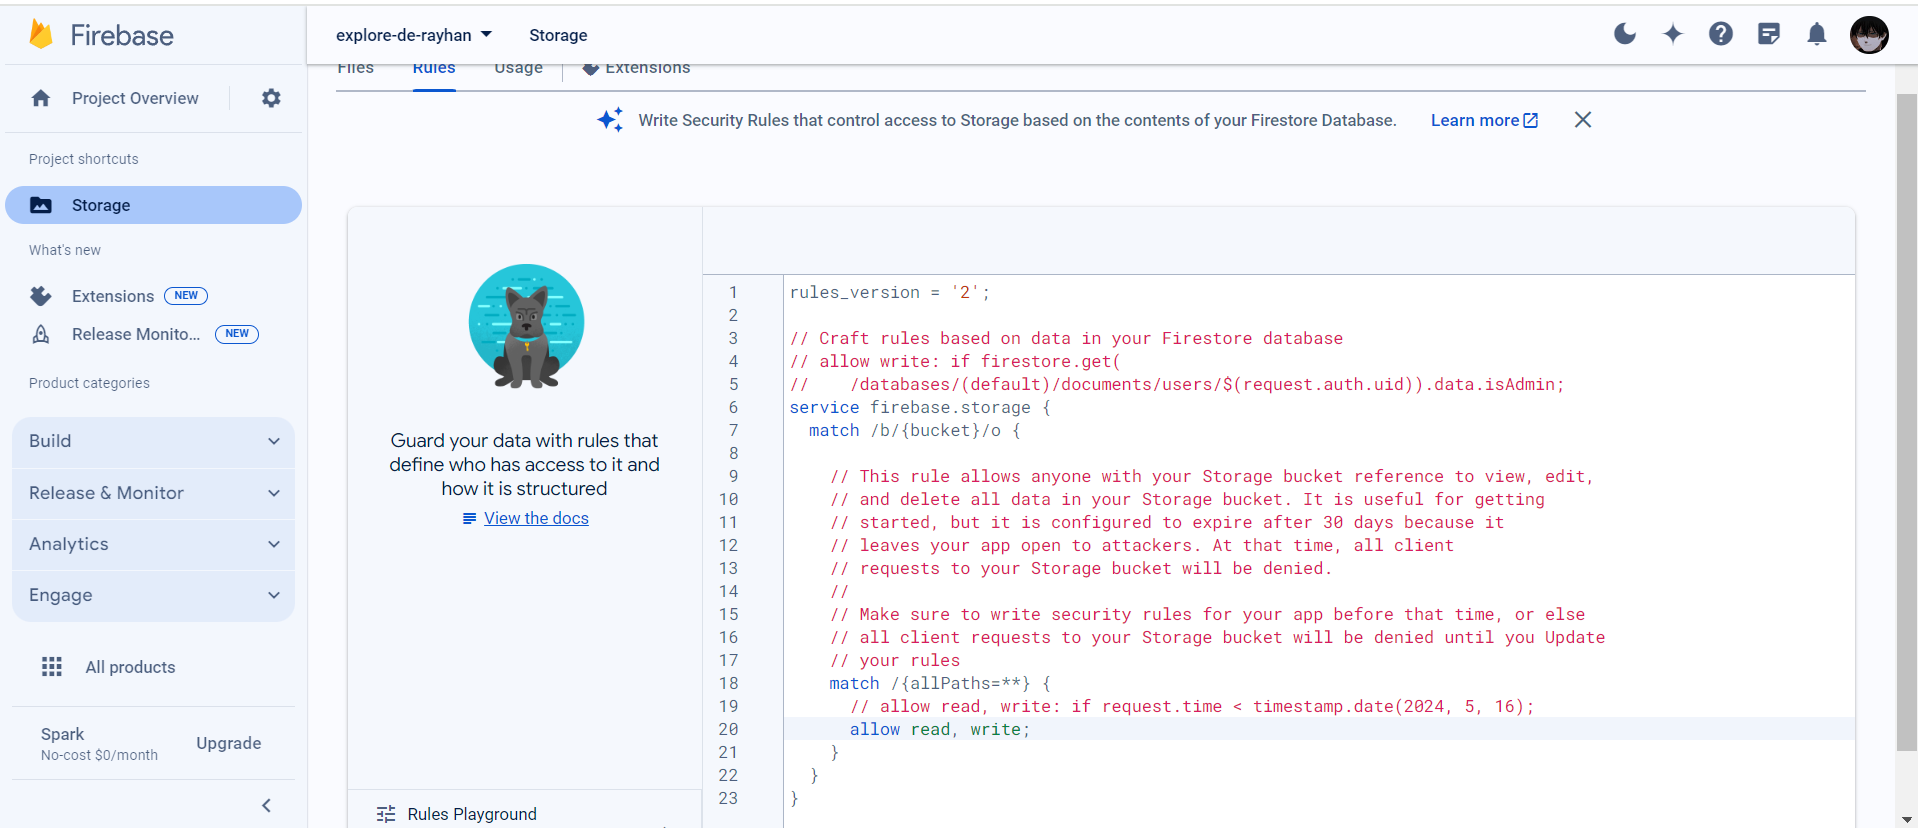 Firebase
explore-de-rayhan
Storage
Files
Rules
Usage
Extensions
Project Overview
Write Security Rules that control access to Storage based on the contents of your Firestore Database.
Learn more
Project shortcuts
Storage
What's new
Extensions NEW
Release Monito... NEW
Product categories
Build
Release & Monitor
Analytics
Engage
All products
Spark
No-cost $0/month
Upgrade
Guard your data with rules that
define who has access to it and
how it is structured
View the docs
Rules Playground
1 rules_version = '2';
2
3 // Craft rules based on data in your Firestore database
4 // allow write: if firestore.get(
5 //    /databases/(default)/documents/users/$(request.auth.uid)).data.isAdmin;
6 service firebase.storage {
7   match /b/{bucket}/o {
8
9     // This rule allows anyone with your Storage bucket reference to view, edit,
10     // and delete all data in your Storage bucket. It is useful for getting
11     // started, but it is configured to expire after 30 days because it
12     // leaves your app open to attackers. At that time, all client
13     // requests to your Storage bucket will be denied.
14     //
15     // Make sure to write security rules for your app before that time, or else
16     // all client requests to your Storage bucket will be denied until you Update
17     // your rules
18     match /{allPaths=**} {
19       // allow read, write: if request.time < timestamp.date(2024, 5, 16);
20       allow read, write;
21     }
22   }
23 }